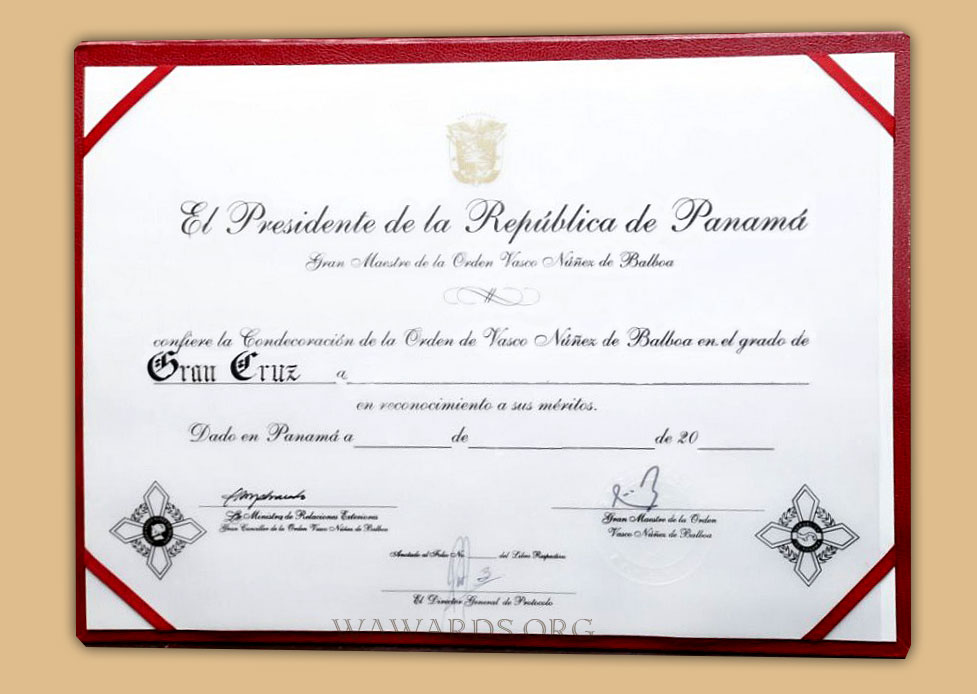 El Presidente de la República de Panamá
Gran Maestre de la Orden Vasco Núñez de Balboa
confiere la Condecoración de la Orden de Vasco Núñez de Balboa en el grado de
Gran Cruz a
en reconocimiento a sus méritos.
Dado en Panamá a de de 20
La Ministra de Relaciones Exteriores
Gran Canciller de la Orden Vasco Núñez de Balboa
Gran Maestre de la Orden
Vasco Núñez de Balboa
Anotado al Folio No. del Libro Respectivo
El Director General de Protocolo
WAWARDS.ORG